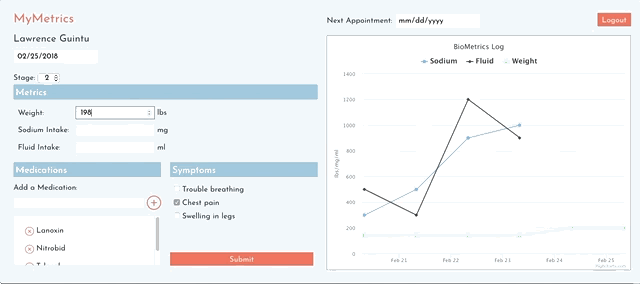 MyMetrics
Next Appointment: mm/dd/yyyy
Logout
Lawrence Guintu
02/25/2018
Stage: 2
Metrics
Weight: 198 lbs
Sodium Intake: mg
Fluid Intake: ml
Medications
Add a Medication:
Lanoxin
Nitrobid
Symptoms
Trouble breathing
Chest pain
Swelling in legs
Submit
BioMetrics Log
Sodium Fluid Weight
lbs/mg/ml
1400
1200
1000
800
600
400
200
0
Feb 21 Feb 22 Feb 23 Feb 24 Feb 25